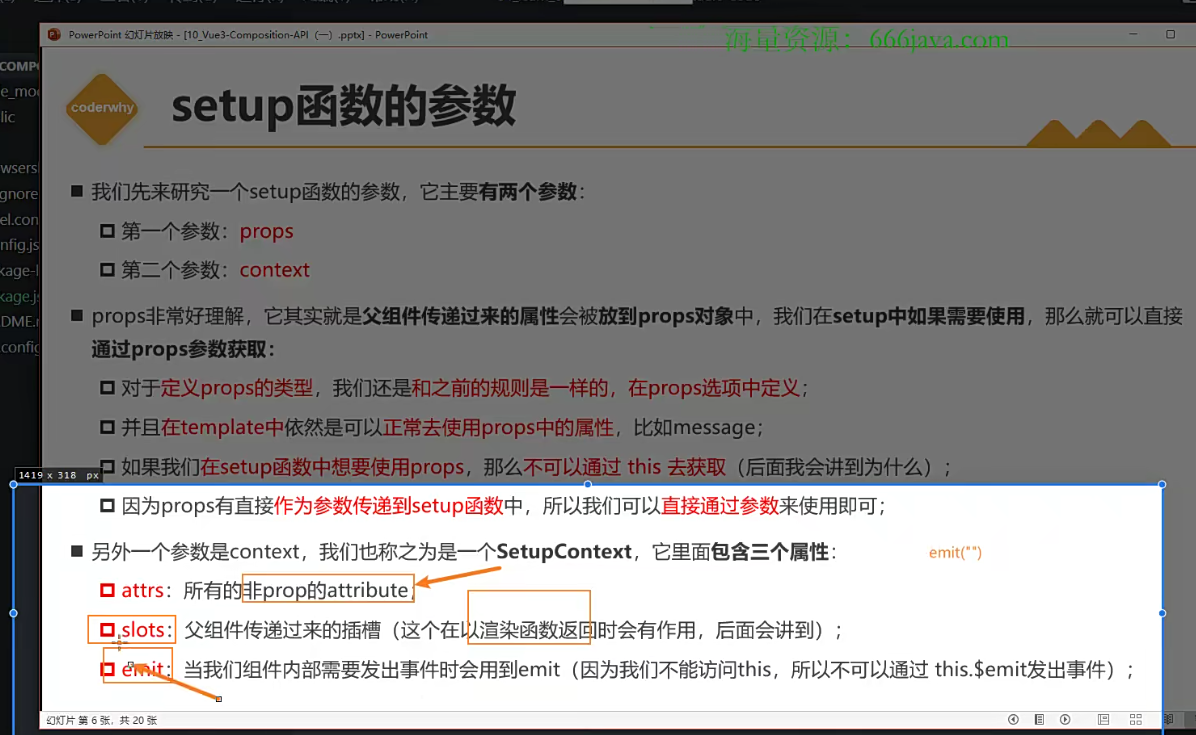 PowerPoint 幻灯片放映 - [10_Vue3-Composition-API（一）.pptx] - PowerPoint
海量资源：666java.com
COMP
e_mod
lic
wsers
gnore
el.con
nfig.js
kage-l
kage.js
DME.r
.config
coderwhy
setup函数的参数
我们先来研究一个setup函数的参数，它主要有两个参数：
第一个参数：props
第二个参数：context
props非常好理解，它其实就是父组件传递过来的属性会被放到props对象中，我们在setup中如果需要使用，那么就可以直接
通过props参数获取：
对于定义props的类型，我们还是和之前的规则是一样的，在props选项中定义；
并且在template中依然是可以正常去使用props中的属性，比如message；
如果我们在setup函数中想要使用props，那么不可以通过 this 去获取（后面我会讲到为什么）；
1419 x 318 px
因为props有直接作为参数传递到setup函数中，所以我们可以直接通过参数来使用即可；
另外一个参数是context，我们也称之为是一个SetupContext，它里面包含三个属性：
emit("")
attrs：所有的非prop的attribute；
slots：父组件传递过来的插槽（这个在以渲染函数返回时会有作用，后面会讲到）；
emit：当我们组件内部需要发出事件时会用到emit（因为我们不能访问this，所以不可以通过 this.$emit发出事件）；
幻灯片 第 6 张，共 20 张